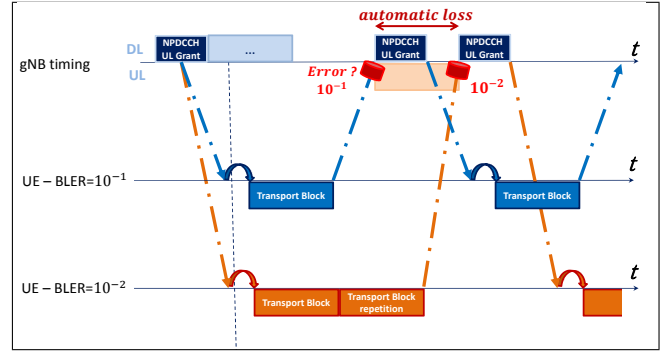 automatic loss
NPDCCH
UL Grant
...
NPDCCH
UL Grant
NPDCCH
UL Grant
t
DL
gNB timing
UL
Error ?
10⁻¹
10⁻²
t
UE – BLER=10⁻¹
Transport Block
Transport Block
t
UE – BLER=10⁻²
Transport Block
Transport Block
repetition